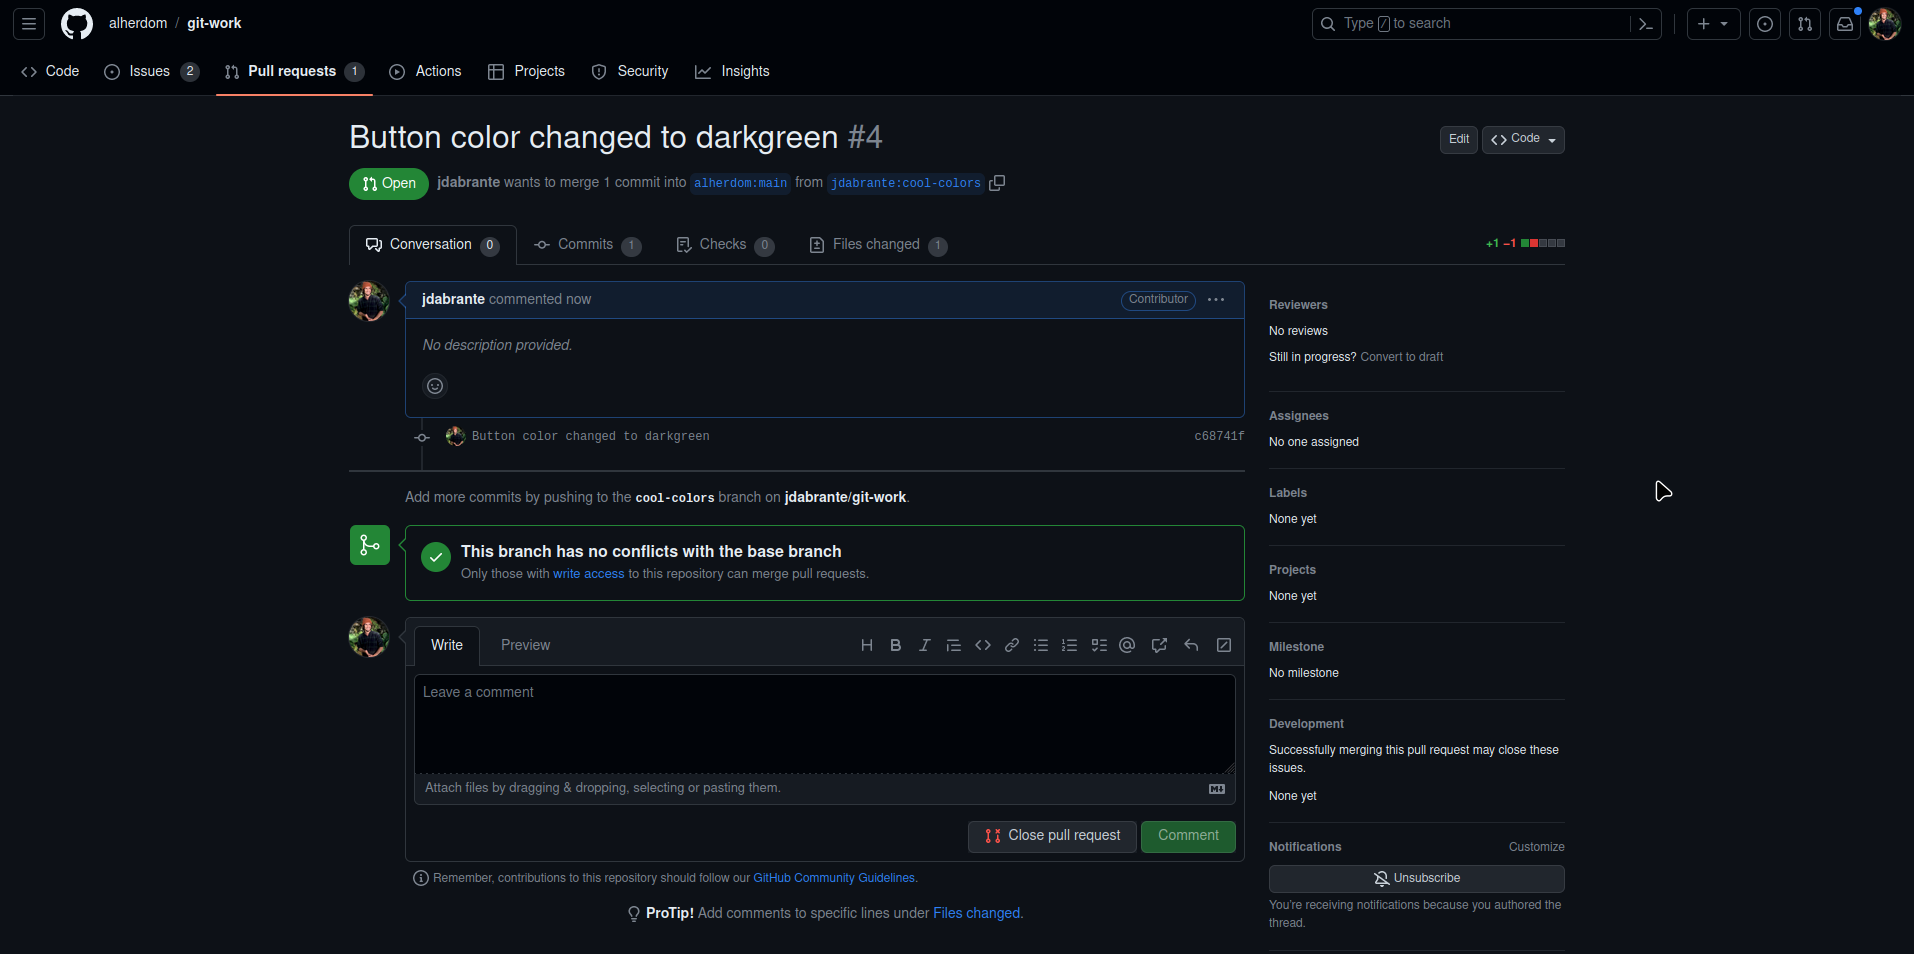 alherdom / git-work
Type / to search
Code Issues 2 Pull requests 1 Actions Projects Security Insights
Button color changed to darkgreen #4
Edit Code
Open jdabrante wants to merge 1 commit into alherdom:main from jdabrante:cool-colors
Conversation 0 Commits 1 Checks 0 Files changed 1
+1 −1
jdabrante commented now
Contributor
No description provided.
Button color changed to darkgreen
c68741f
Add more commits by pushing to the cool-colors branch on jdabrante/git-work.
This branch has no conflicts with the base branch
Only those with write access to this repository can merge pull requests.
Write Preview
Leave a comment
Attach files by dragging & dropping, selecting or pasting them.
Close pull request Comment
Remember, contributions to this repository should follow our GitHub Community Guidelines.
ProTip! Add comments to specific lines under Files changed.
Reviewers
No reviews
Still in progress? Convert to draft
Assignees
No one assigned
Labels
None yet
Projects
None yet
Milestone
No milestone
Development
Successfully merging this pull request may close these
issues.
None yet
Notifications Customize
Unsubscribe
You're receiving notifications because you authored the
thread.